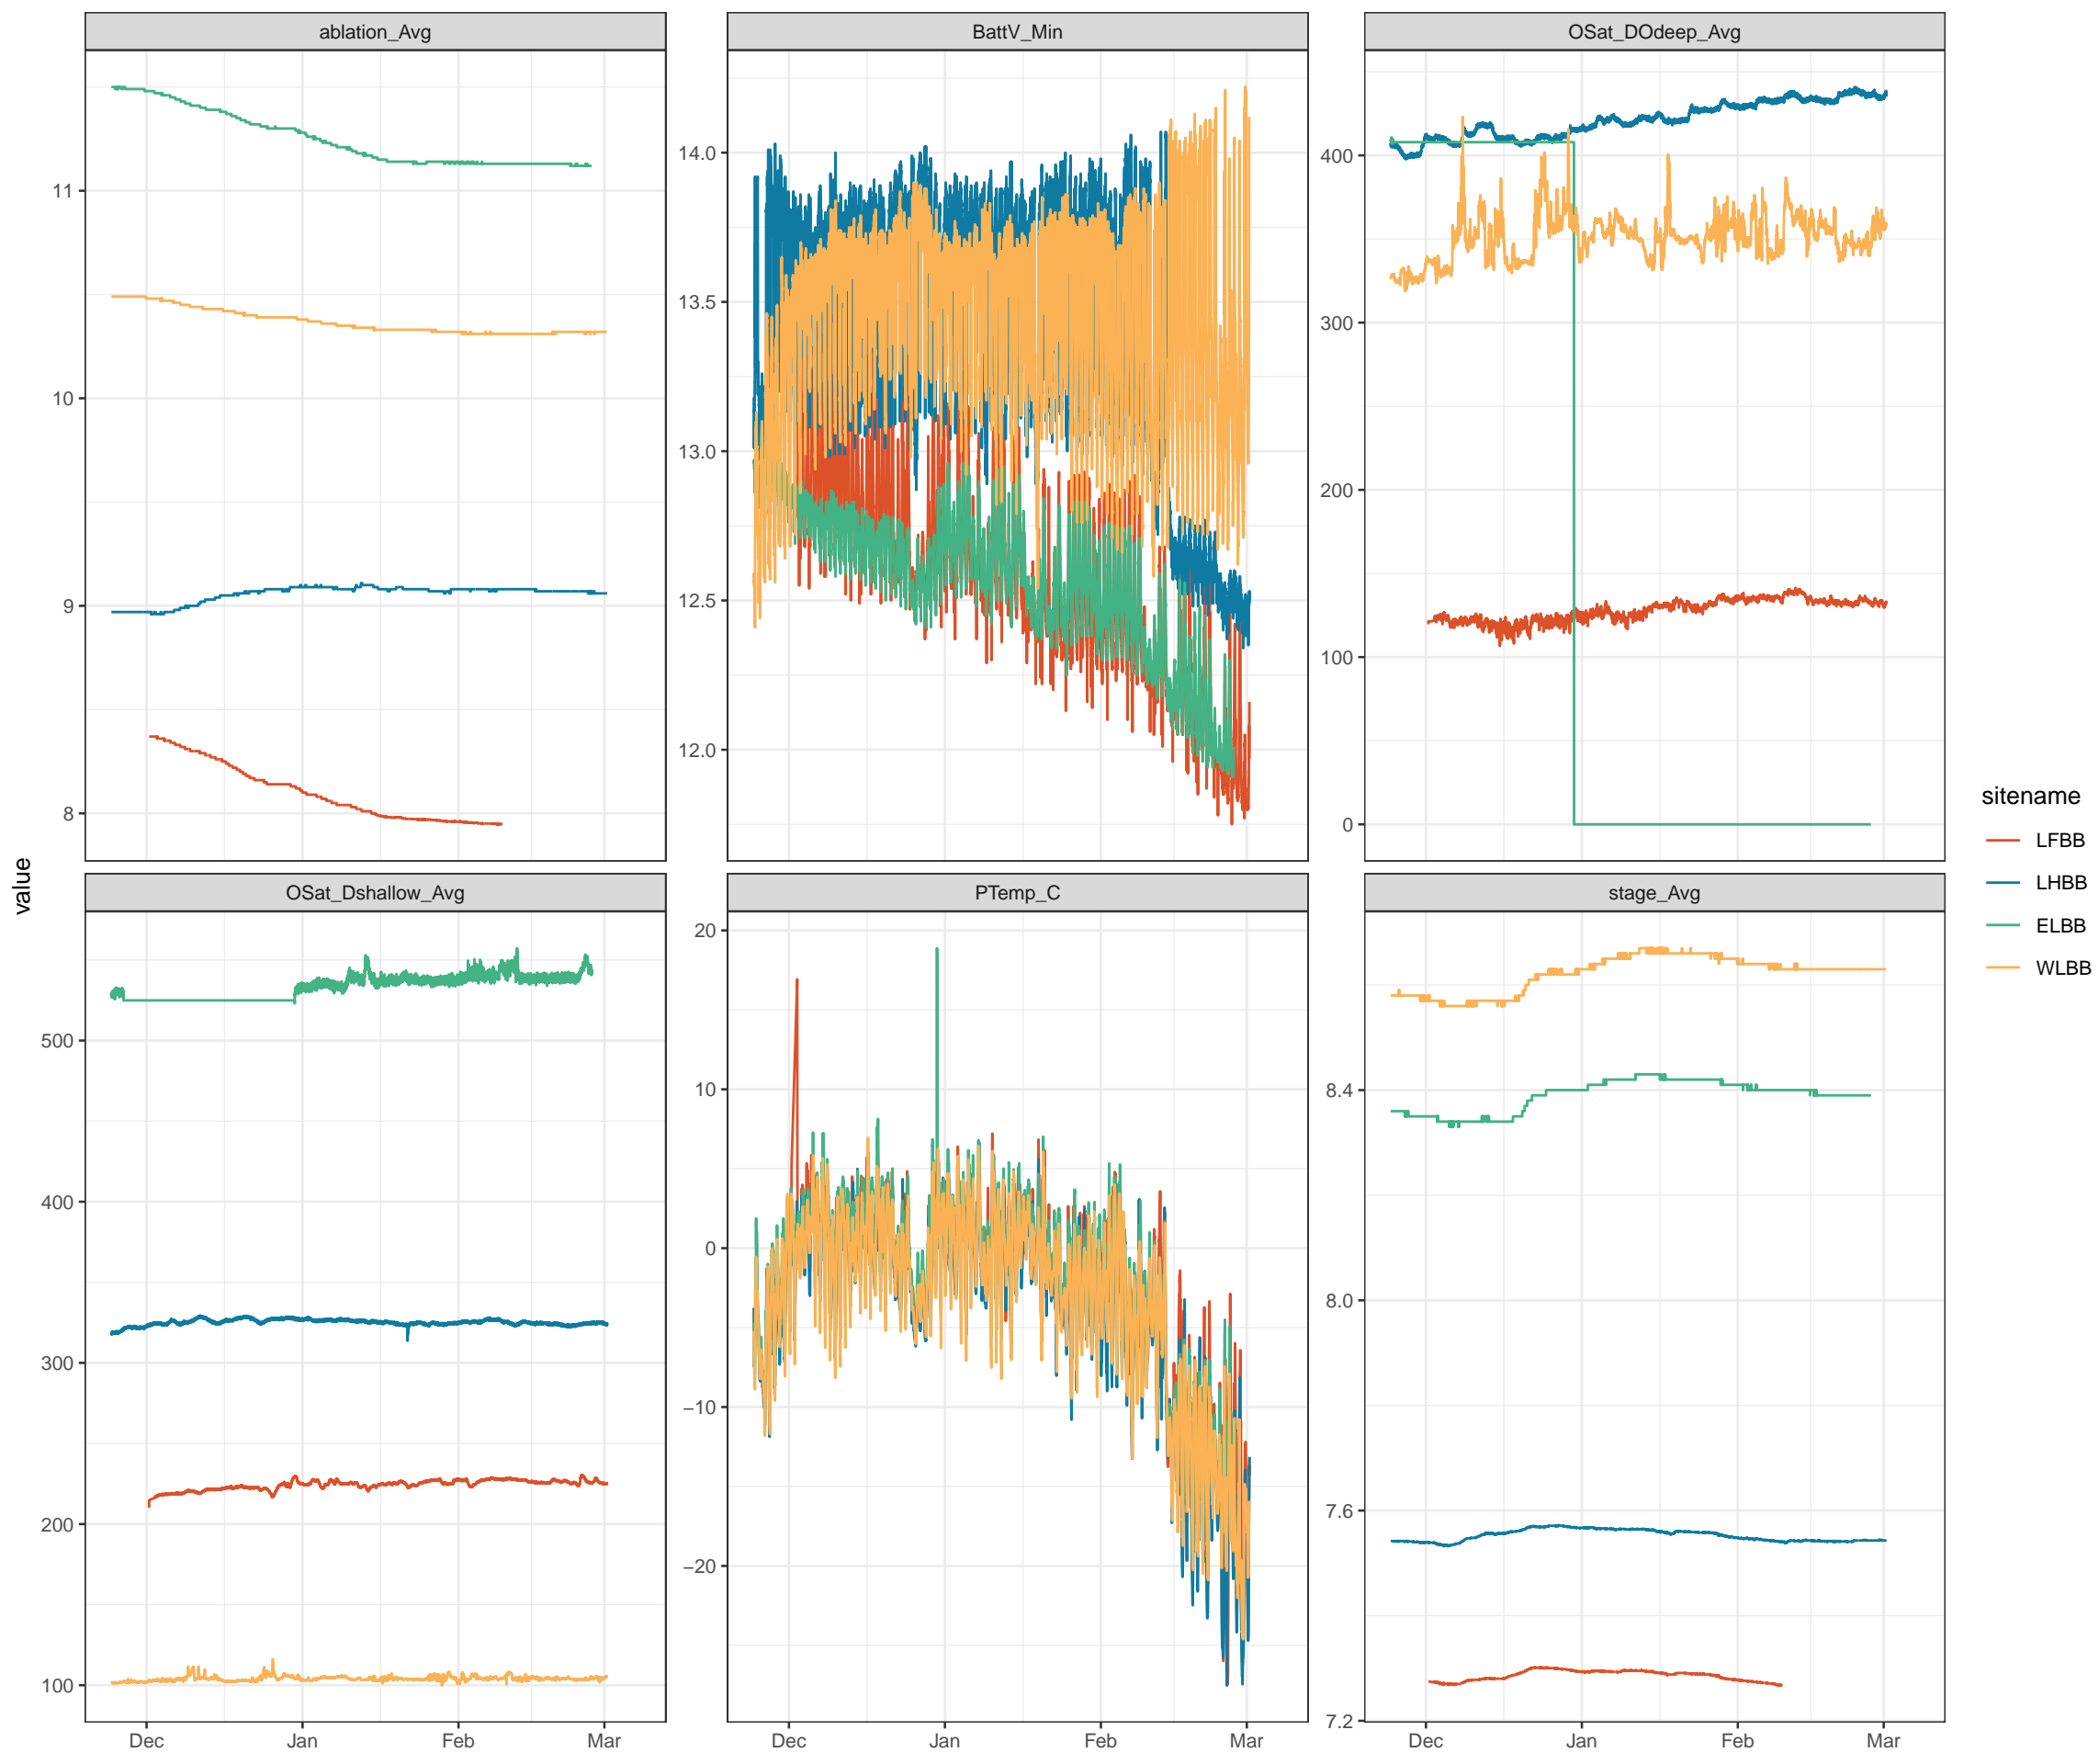 ablation_Avg
BattV_Min
OSat_DOdeep_Avg
11
10
9
8
14.0
13.5
13.0
12.5
12.0
400
300
200
100
0
value
OSat_Dshallow_Avg
PTemp_C
stage_Avg
500
400
300
200
100
20
10
0
−10
−20
8.4
8.0
7.6
7.2
Dec Jan Feb Mar
Dec Jan Feb Mar
Dec Jan Feb Mar
sitename
LFBB
LHBB
ELBB
WLBB